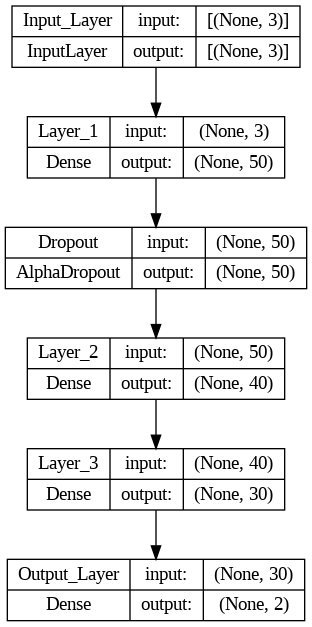 Input_Layer input: [(None, 3)]
InputLayer output: [(None, 3)]
Layer_1 input: (None, 3)
Dense output: (None, 50)
Dropout input: (None, 50)
AlphaDropout output: (None, 50)
Layer_2 input: (None, 50)
Dense output: (None, 40)
Layer_3 input: (None, 40)
Dense output: (None, 30)
Output_Layer input: (None, 30)
Dense output: (None, 2)